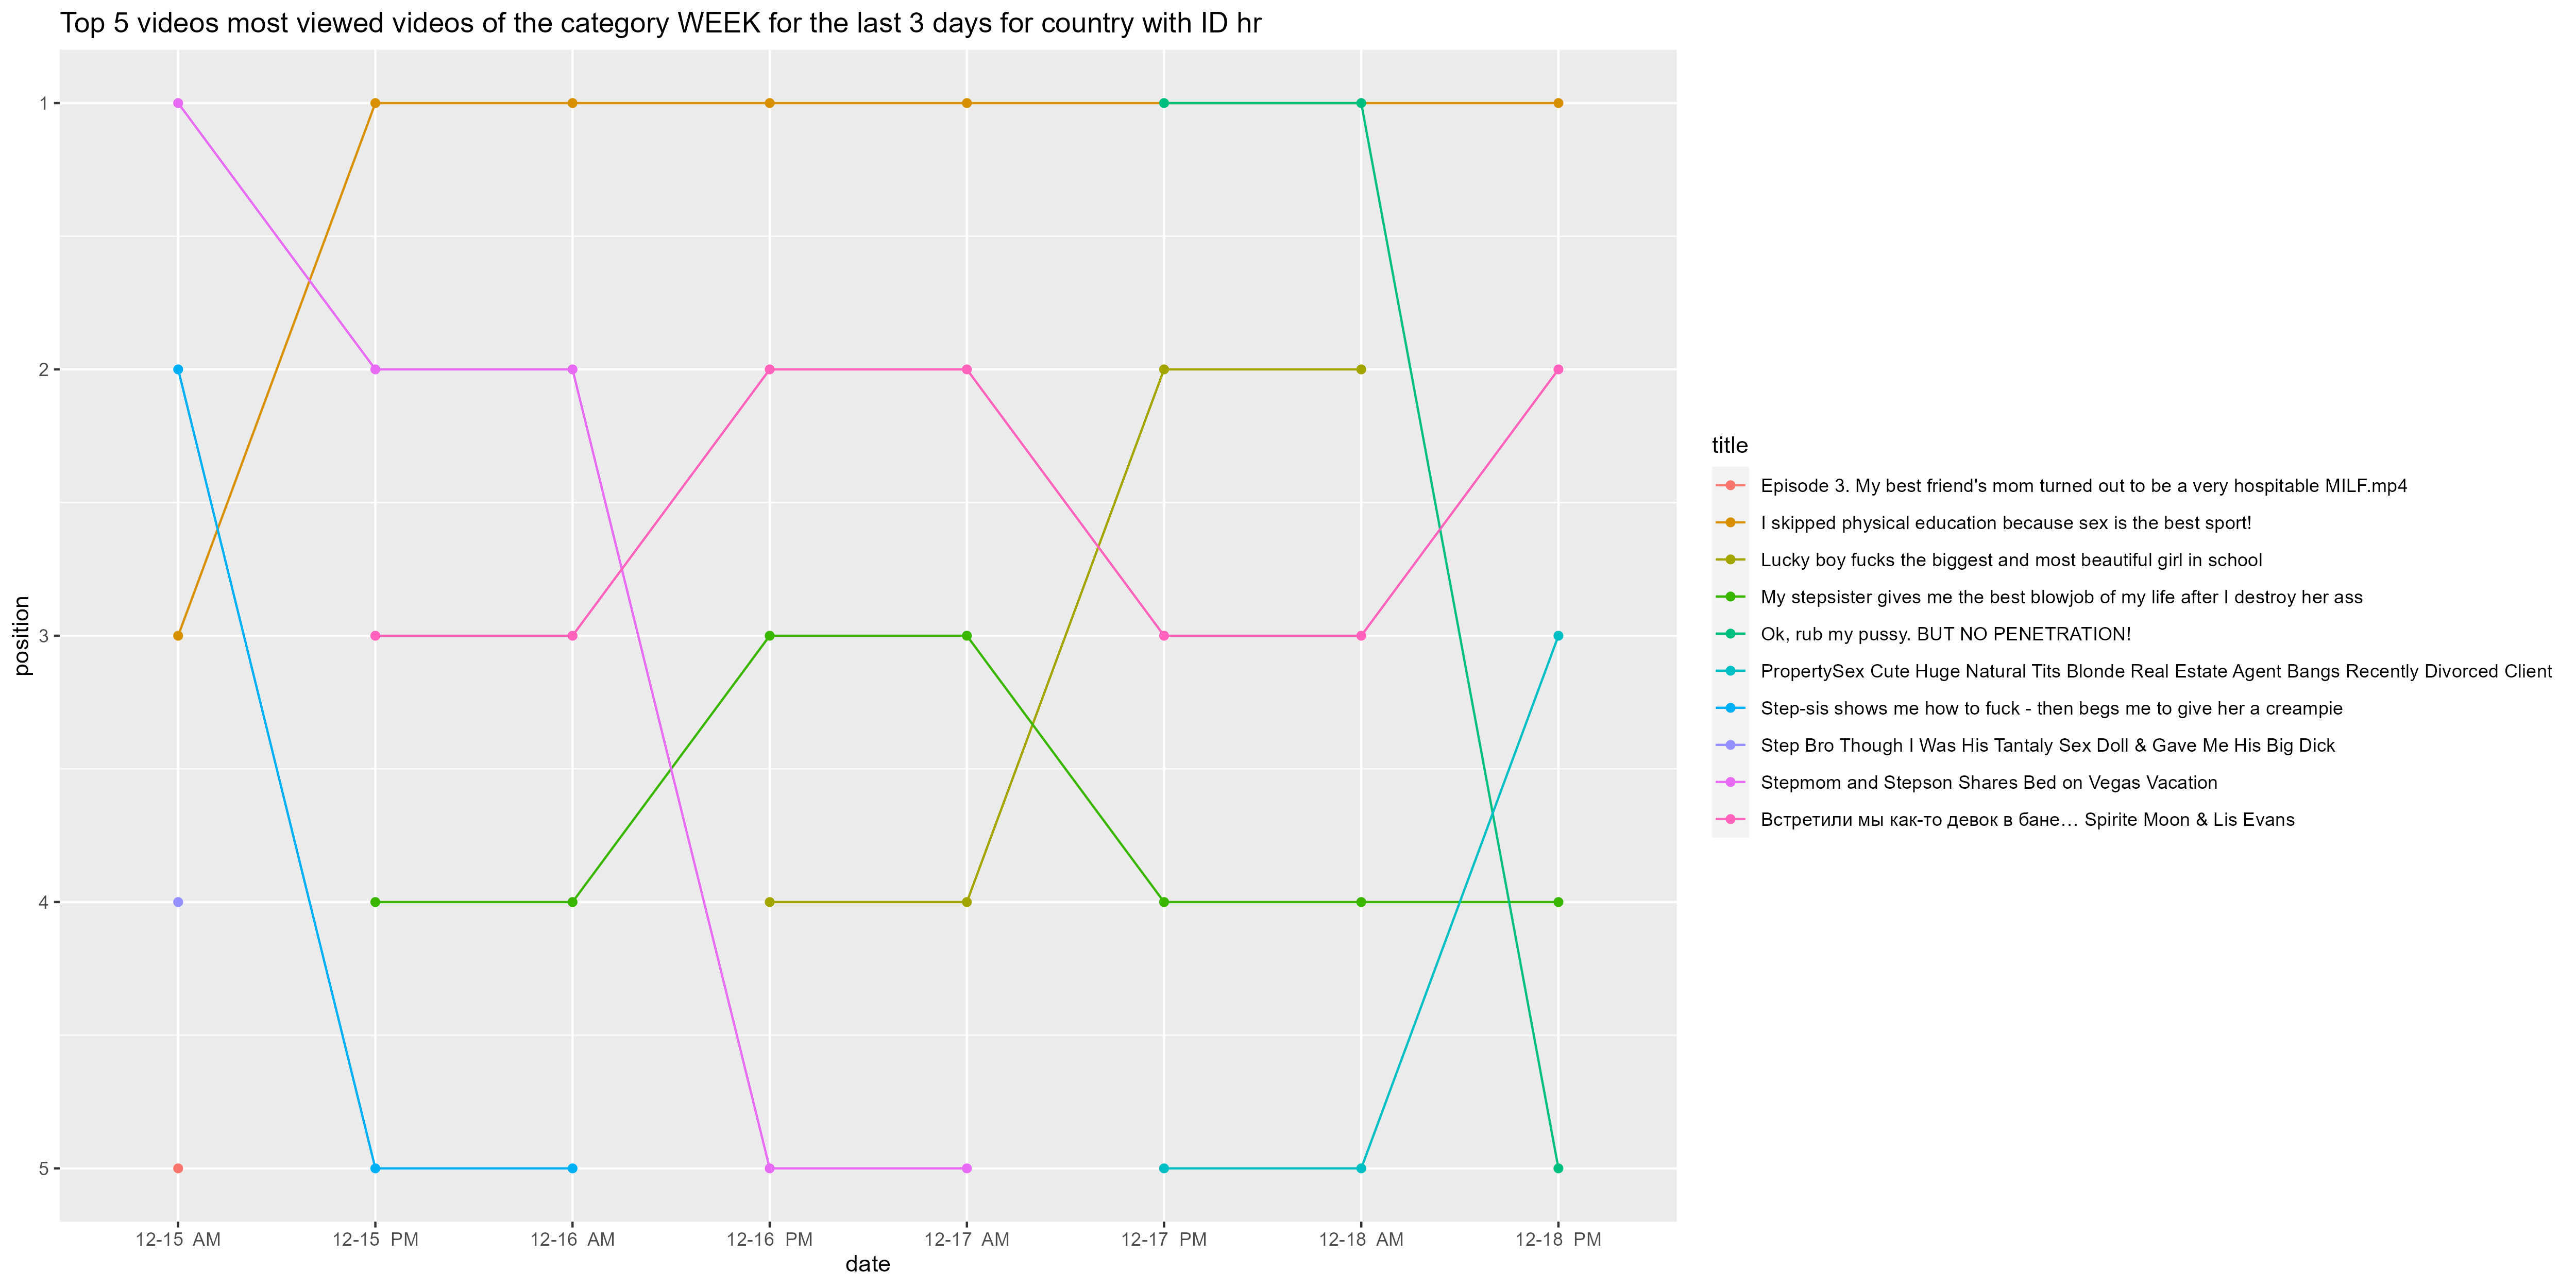 Top 5 videos most viewed videos of the category WEEK for the last 3 days for country with ID hr
position
1
2
3
4
5
12-15 AM
12-15 PM
12-16 AM
12-16 PM
12-17 AM
12-17 PM
12-18 AM
12-18 PM
date
title
Episode 3. My best friend's mom turned out to be a very hospitable MILF.mp4
I skipped physical education because sex is the best sport!
Lucky boy fucks the biggest and most beautiful girl in school
My stepsister gives me the best blowjob of my life after I destroy her ass
Ok, rub my pussy. BUT NO PENETRATION!
PropertySex Cute Huge Natural Tits Blonde Real Estate Agent Bangs Recently Divorced Client
Step-sis shows me how to fuck - then begs me to give her a creampie
Step Bro Though I Was His Tantaly Sex Doll & Gave Me His Big Dick
Stepmom and Stepson Shares Bed on Vegas Vacation
Встретили мы как-то девок в бане… Spirite Moon & Lis Evans